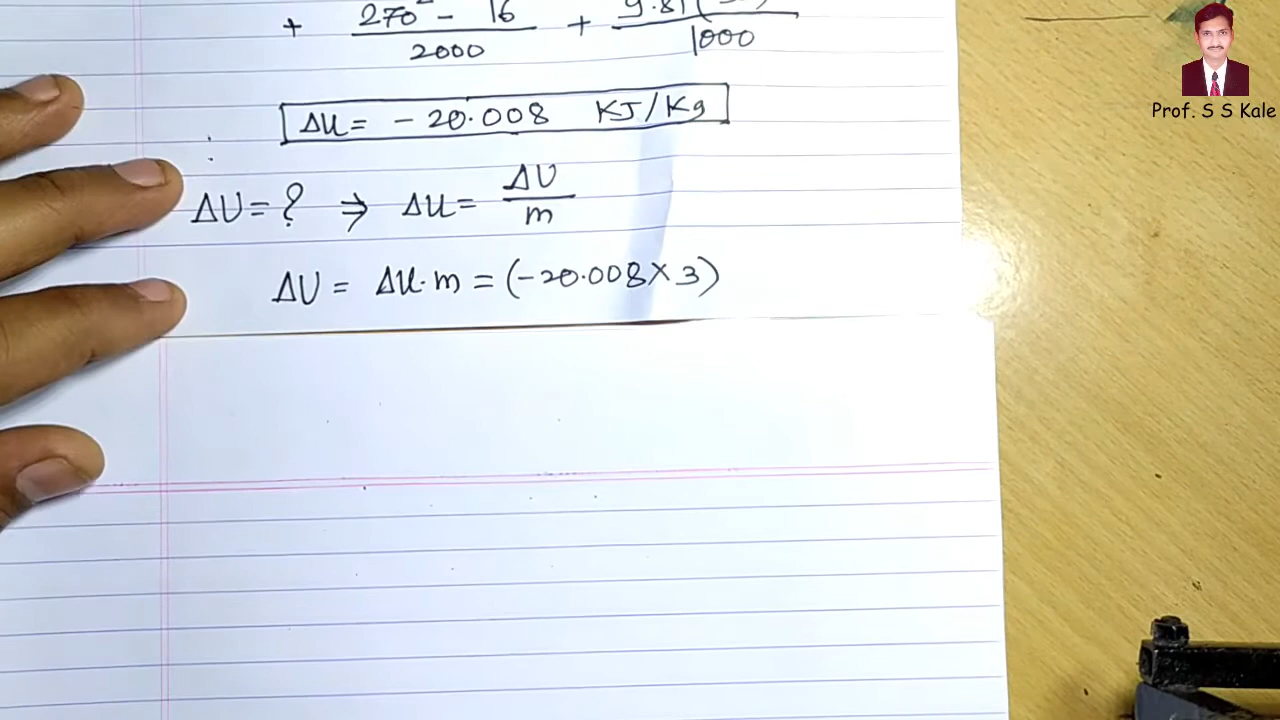 + 270² - 16 / 2000 + 9.81 / 1000
Δu = - 20.008 KJ/Kg
ΔU = ? ⇒ Δu = ΔU / m
ΔU = Δu·m = (-20.008 × 3)
Prof. S S Kale